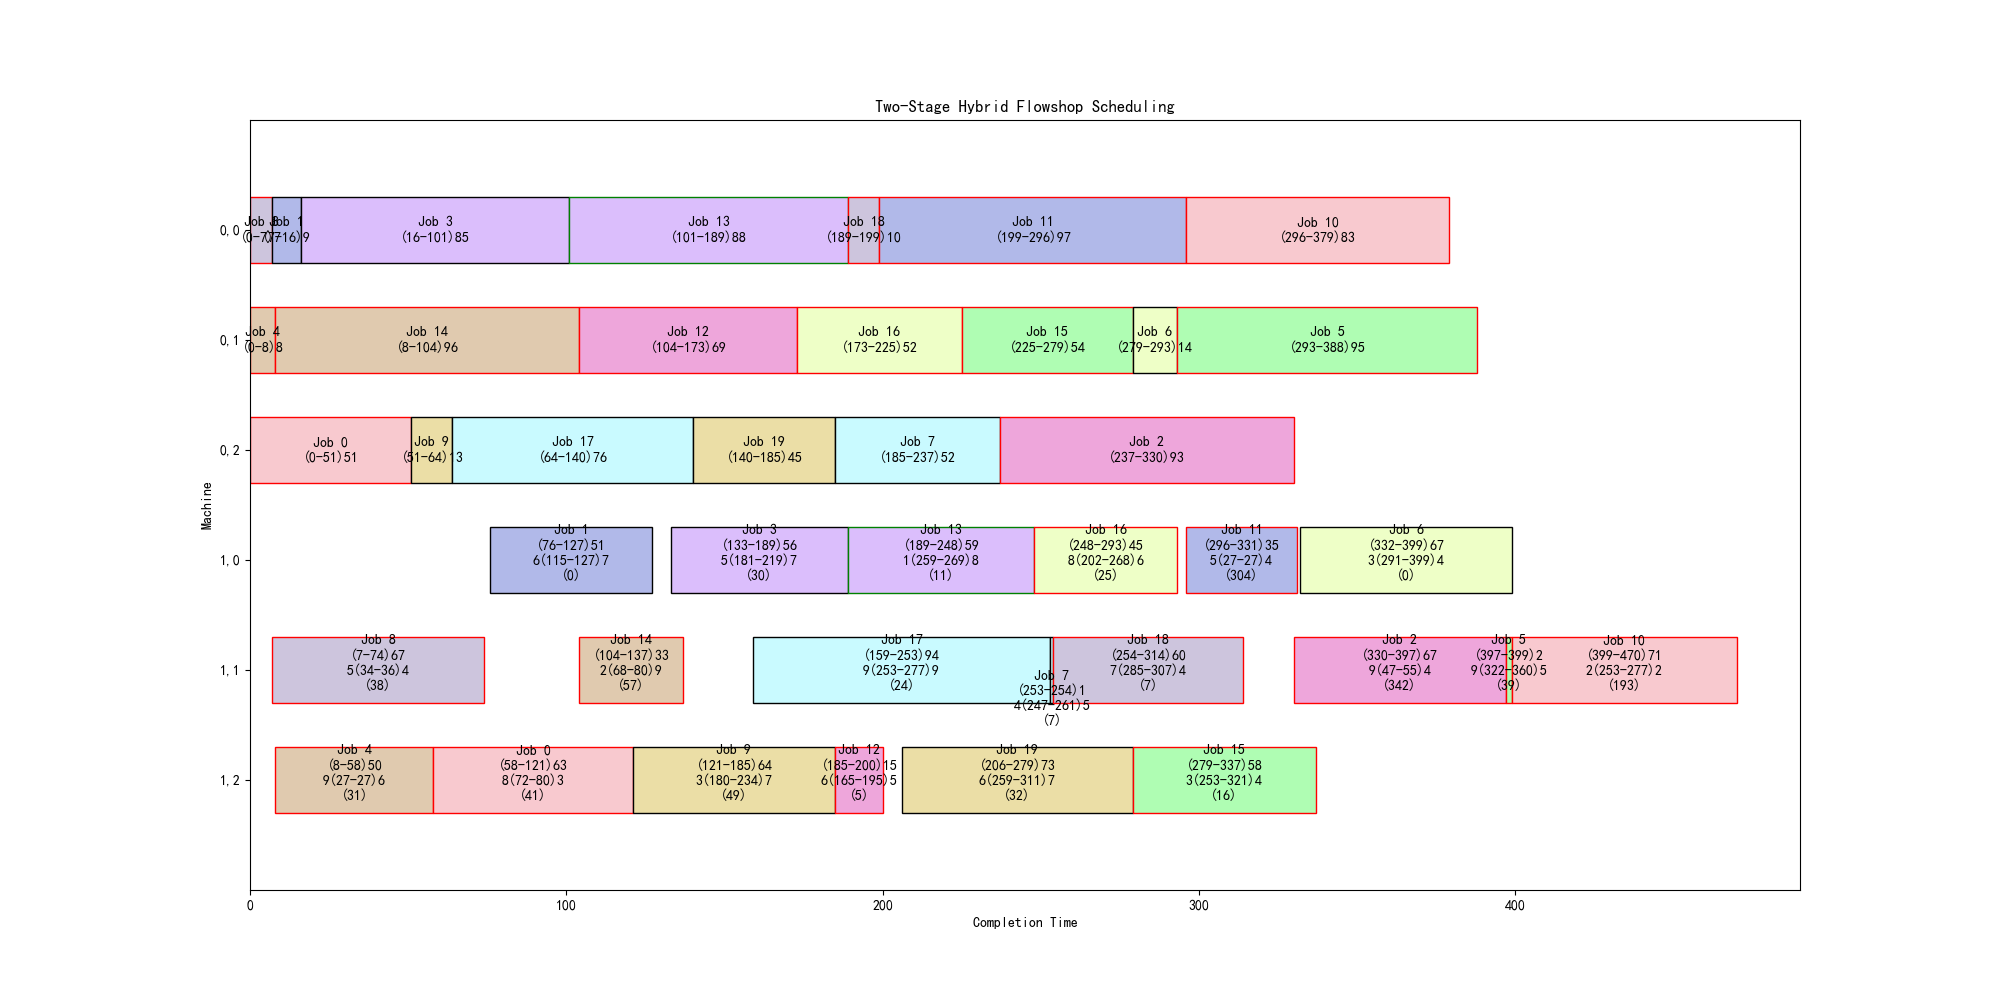 Two-Stage Hybrid Flowshop Scheduling
0,0
Job 8
(0-7)7
Job 1
(7-16)9
Job 3
(16-101)85
Job 13
(101-189)88
Job 18
(189-199)10
Job 11
(199-296)97
Job 10
(296-379)83
0,1
Job 4
(0-8)8
Job 14
(8-104)96
Job 12
(104-173)69
Job 16
(173-225)52
Job 15
(225-279)54
Job 6
(279-293)14
Job 5
(293-388)95
0,2
Job 0
(0-51)51
Job 9
(51-64)13
Job 17
(64-140)76
Job 19
(140-185)45
Job 7
(185-237)52
Job 2
(237-330)93
1,0
Job 1
(76-127)51
6(115-127)7
(0)
Job 3
(133-189)56
5(181-219)7
(30)
Job 13
(189-248)59
1(259-269)8
(11)
Job 16
(248-293)45
8(202-268)6
(25)
Job 11
(296-331)35
5(27-27)4
(304)
Job 6
(332-399)67
3(291-399)4
(0)
1,1
Job 8
(7-74)67
5(34-36)4
(38)
Job 14
(104-137)33
2(68-80)9
(57)
Job 17
(159-253)94
9(253-277)9
(24)
Job 7
(253-254)1
4(247-261)5
(7)
Job 18
(254-314)60
7(285-307)4
(7)
Job 2
(330-397)67
9(47-55)4
(342)
Job 5
(397-399)2
9(322-360)5
(39)
Job 10
(399-470)71
2(253-277)2
(193)
1,2
Job 4
(8-58)50
9(27-27)6
(31)
Job 0
(58-121)63
8(72-80)3
(41)
Job 9
(121-185)64
3(180-234)7
(49)
Job 12
(185-200)15
6(165-195)5
(5)
Job 19
(206-279)73
6(259-311)7
(32)
Job 15
(279-337)58
3(253-321)4
(16)
Machine
0
100
200
300
400
Completion Time